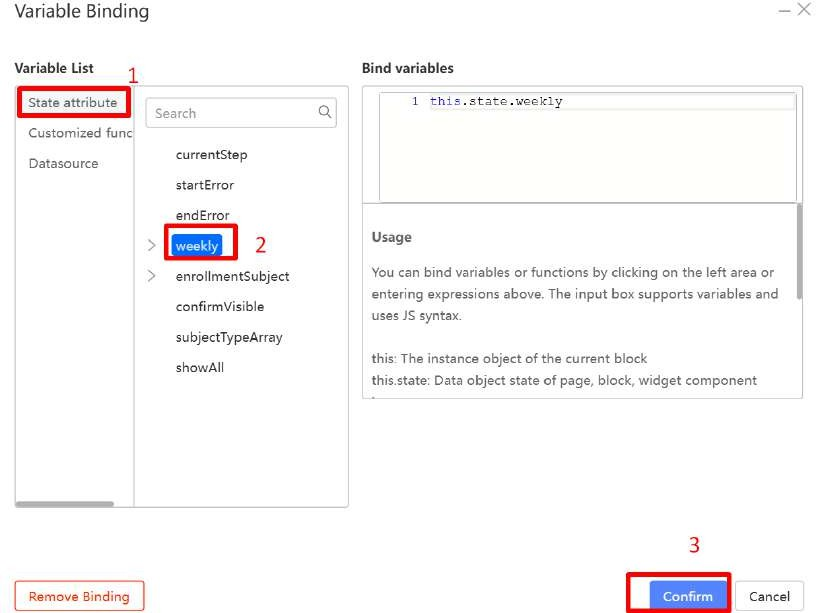 Variable Binding
Variable List
1
Bind variables
State attribute
Customized func
Datasource
Search
currentStep
startError
endError
weekly
2
enrollmentSubject
confirmVisible
subjectTypeArray
showAll
1 this.state.weekly
Usage
You can bind variables or functions by clicking on the left area or
entering expressions above. The input box supports variables and
uses JS syntax.
this: The instance object of the current block
this.state: Data object state of page, block, widget component
3
Remove Binding
Confirm
Cancel